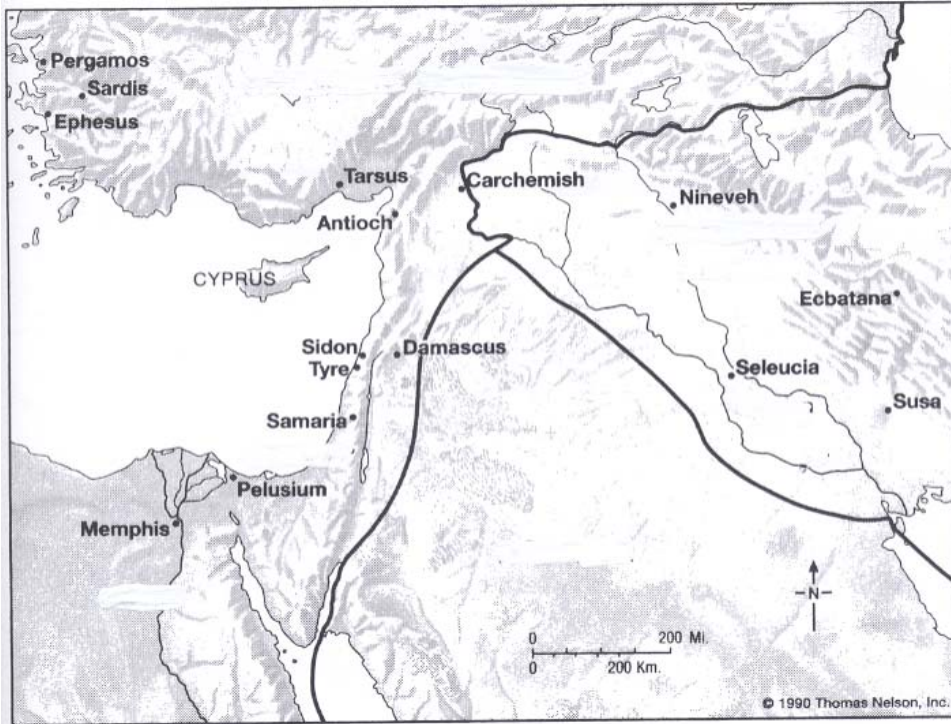 Pergamos
Sardis
Ephesus
Tarsus
Carchemish
Nineveh
Antioch
CYPRUS
Ecbatana
Sidon
Damascus
Tyre
Seleucia
Susa
Samaria
Pelusium
Memphis
N
0 200 Mi.
0 200 Km.
© 1990 Thomas Nelson, Inc.